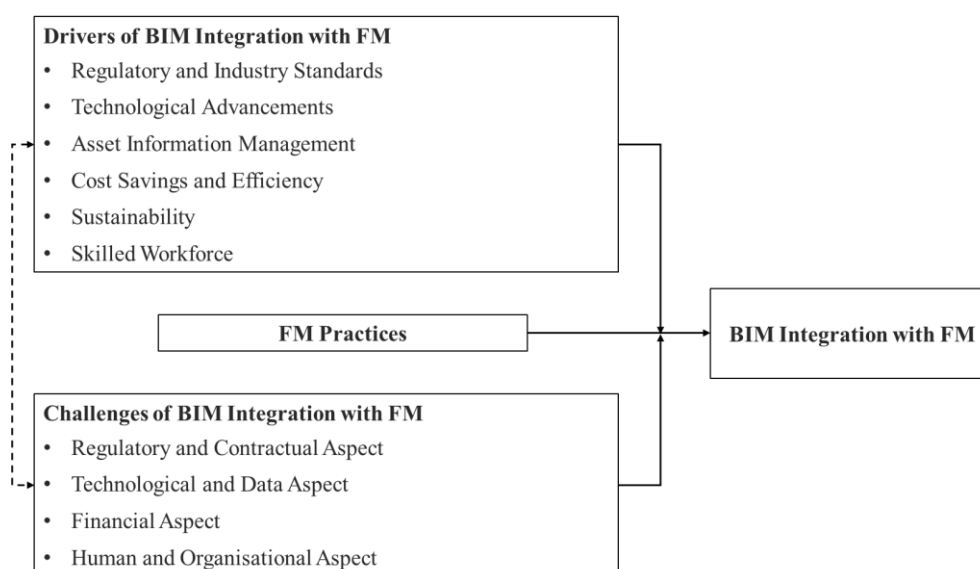 Drivers of BIM Integration with FM
• Regulatory and Industry Standards
• Technological Advancements
• Asset Information Management
• Cost Savings and Efficiency
• Sustainability
• Skilled Workforce
FM Practices
BIM Integration with FM
Challenges of BIM Integration with FM
• Regulatory and Contractual Aspect
• Technological and Data Aspect
• Financial Aspect
• Human and Organisational Aspect